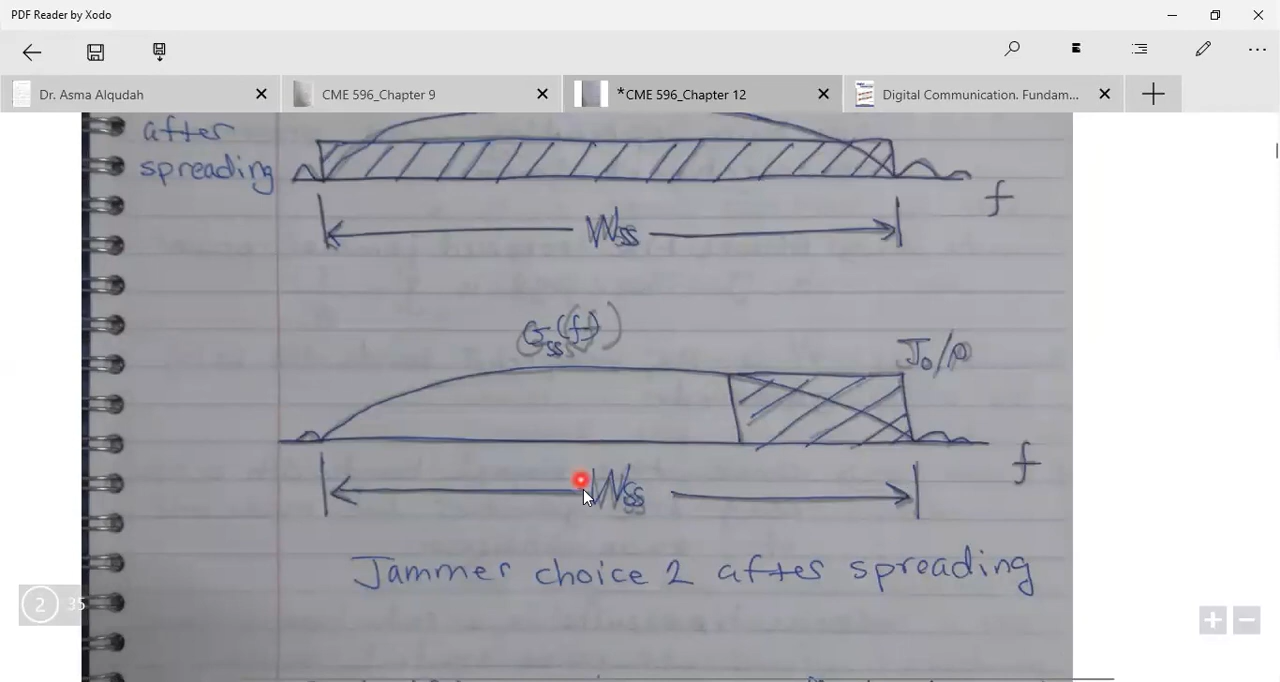 PDF Reader by Xodo
Dr. Asma Alqudah
CME 596_Chapter 9
*CME 596_Chapter 12
Digital Communication. Fundam...
after
spreading
f
Wss
Gss(f)
J0/ρ
f
Wss
Jammer choice 2 after spreading
2 35